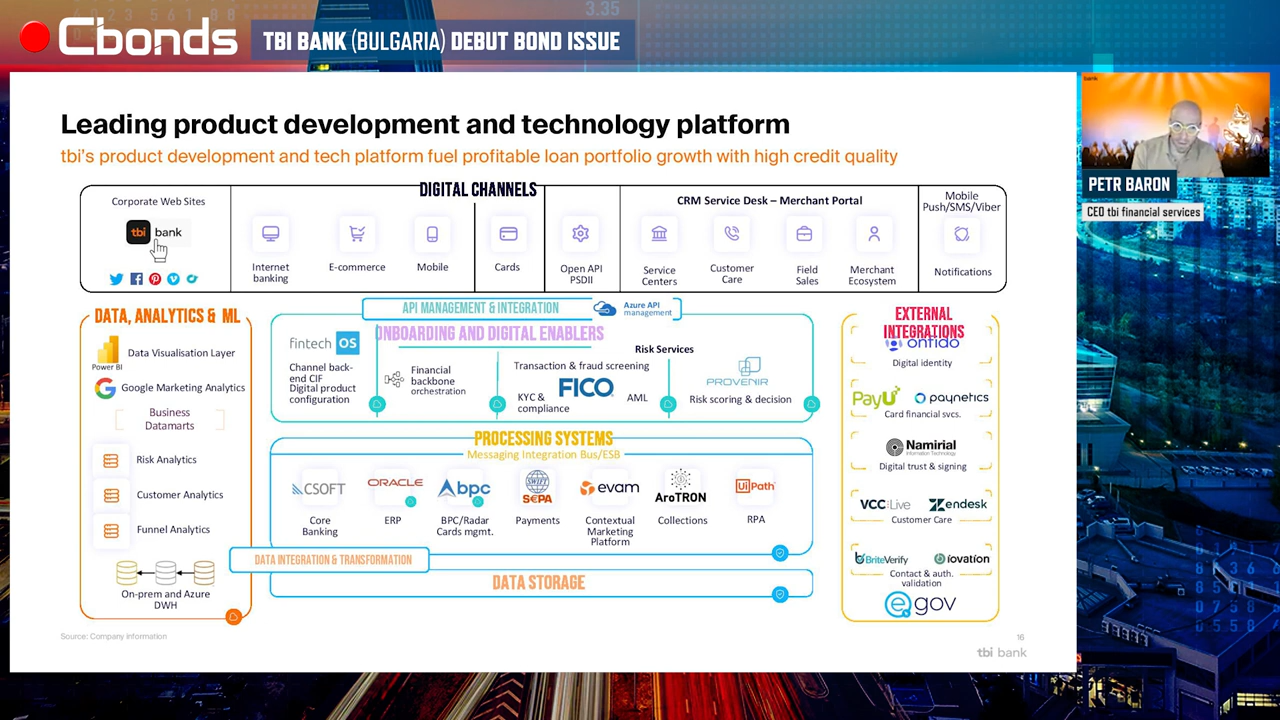 Cbonds
TBI BANK (BULGARIA) DEBUT BOND ISSUE
3.35
Leading product development and technology platform
tbi's product development and tech platform fuel profitable loan portfolio growth with high credit quality
DIGITAL CHANNELS
Corporate Web Sites
tbi bank
Internet
banking
E-commerce
Mobile
Cards
Open API
PSDII
CRM Service Desk – Merchant Portal
Service
Centers
Customer
Care
Field
Sales
Merchant
Ecosystem
Mobile
Push/SMS/Viber
Notifications
DATA, ANALYTICS & ML
Power BI
Data Visualisation Layer
Google Marketing Analytics
Business
Datamarts
Risk Analytics
Customer Analytics
Funnel Analytics
On-prem and Azure
DWH
API MANAGEMENT & INTEGRATION
Azure API
management
ONBOARDING AND DIGITAL ENABLERS
fintech OS
Channel back-
end CIF
Digital product
configuration
Financial
backbone
orchestration
Risk Services
Transaction & fraud screening
FICO
KYC &
compliance
AML
PROVENIR
Risk scoring & decision
PROCESSING SYSTEMS
Messaging Integration Bus/ESB
CSOFT
Core
Banking
ORACLE
ERP
bpc
BPC/Radar
Cards mgmt.
SWIFT
SEPA
Payments
evam
Contextual
Marketing
Platform
AroTRON
Collections
UiPath
RPA
DATA INTEGRATION & TRANSFORMATION
DATA STORAGE
EXTERNAL
INTEGRATIONS
onfido
Digital identity
PayU
paynetics
Card financial svcs.
Namirial
Information Technology
Digital trust & signing
VCC:Live
Zendesk
Customer Care
BriteVerify
iovation
Contact & auth.
validation
egov
Source: Company Information
16
tbi bank
bank
PETR BARON
CEO tbi financial services